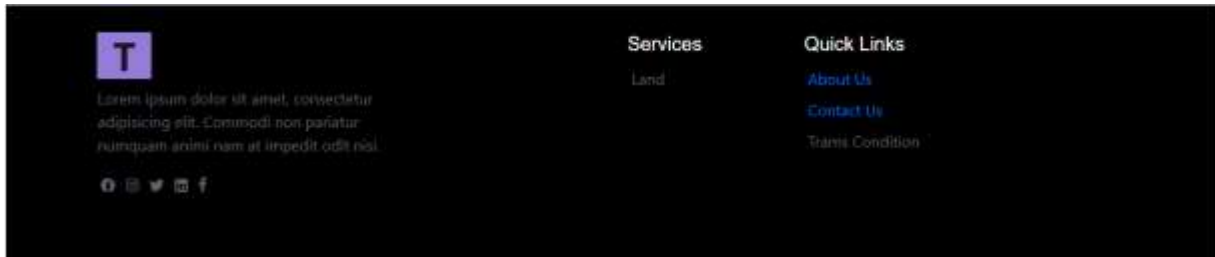 T
Lorem ipsum dolor sit amet, consectetur
adipisicing elit. Commodi non pariatur
numquam animi nam at impedit odit nisi.
Services
Land
Quick Links
About Us
Contact Us
Trams Condition